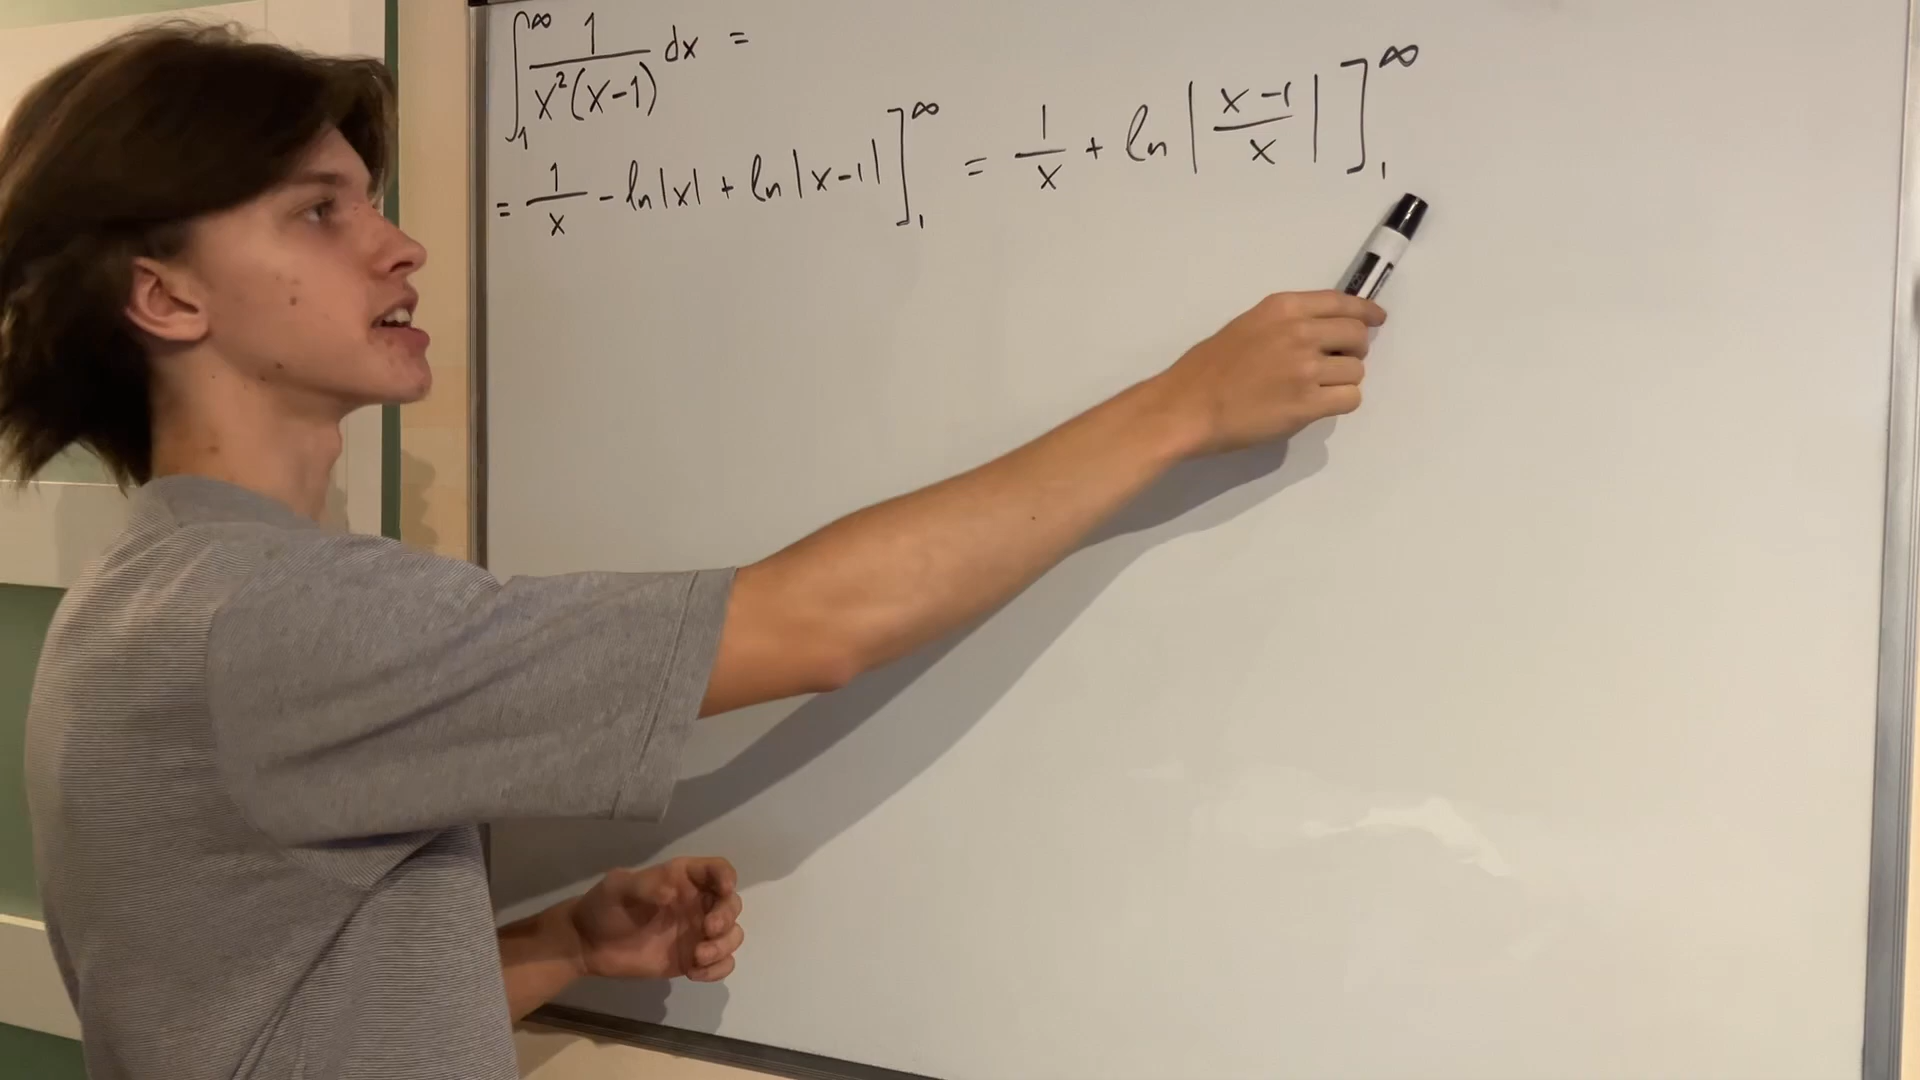 ∫₁^∞ 1/(x²(x-1)) dx =
= 1/x - ln|x| + ln|x-1| ]₁^∞ = 1/x + ln|(x-1)/x| ]₁^∞